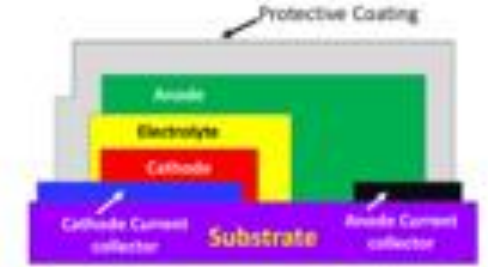 Protective Coating
Anode
Electrolyte
Cathode
Cathode Current
collector
Substrate
Anode Current
collector